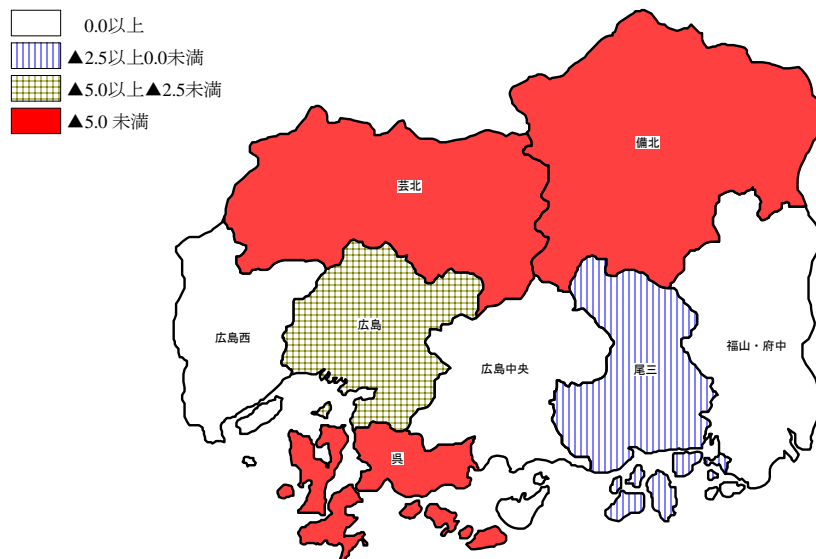 0.0以上
▲2.5以上0.0未満
▲5.0以上▲2.5未満
▲5.0 未満
備北
芸北
広島西
広島
広島中央
尾三
福山・府中
呉